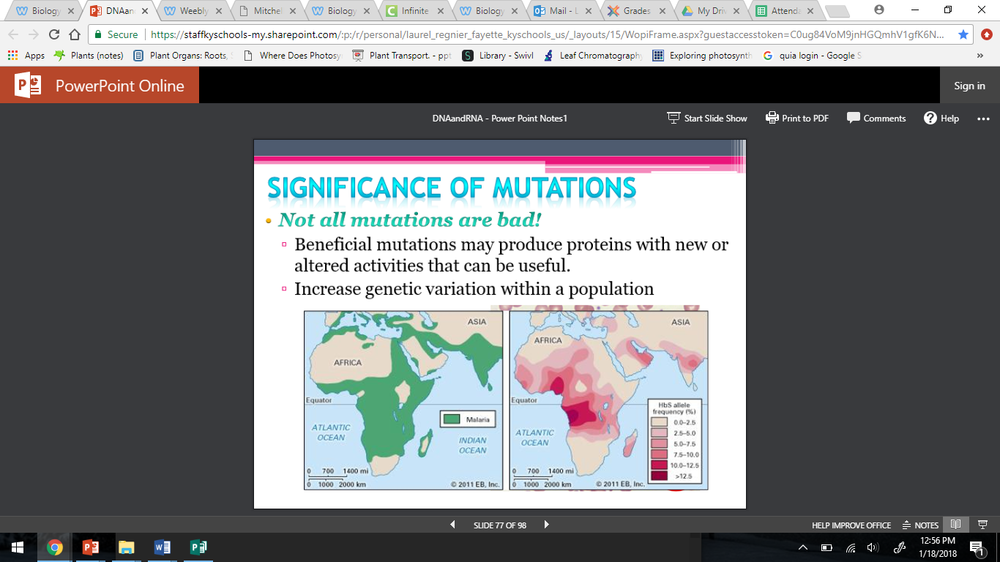 Biology
DNAan
Weekly
Mitchel
Biology
Infinite
Biology
Mail - L
Grades
My Driv
Attenda
Secure
https://staffkyschools-my.sharepoint.com/:p:/r/personal/laurel_regnier_fayette_kyschools_us/_layouts/15/WopiFrame.aspx?guestaccesstoken=C0ug84VoM9jnHGQmhV1gfK6N...
Apps
Plants (notes)
Plant Organs: Roots,
Where Does Photosy
Plant Transport. - ppt
Library - Swivl
Leaf Chromatography
Exploring photosynth
quia login - Google S
»
PowerPoint Online
Sign in
DNAandRNA - Power Point Notes1
Start Slide Show
Print to PDF
Comments
Help
SIGNIFICANCE OF MUTATIONS
• Not all mutations are bad!
Beneficial mutations may produce proteins with new or
altered activities that can be useful.
Increase genetic variation within a population
ASIA
AFRICA
Equator
Malaria
ATLANTIC
OCEAN
INDIAN
OCEAN
0 700 1400 mi
0 1000 2000 km
© 2011 EB, Inc.
ASIA
AFRICA
Equator
HbS allele
frequency (%)
0.0–2.5
2.5–5.0
5.0–7.5
7.5–10.0
10.0–12.5
>12.5
ATLANTIC
OCEAN
0 700 1400 mi
0 1000 2000 km
© 2011 EB, Inc.
SLIDE 77 OF 98
HELP IMPROVE OFFICE
NOTES
12:56 PM
1/18/2018
1